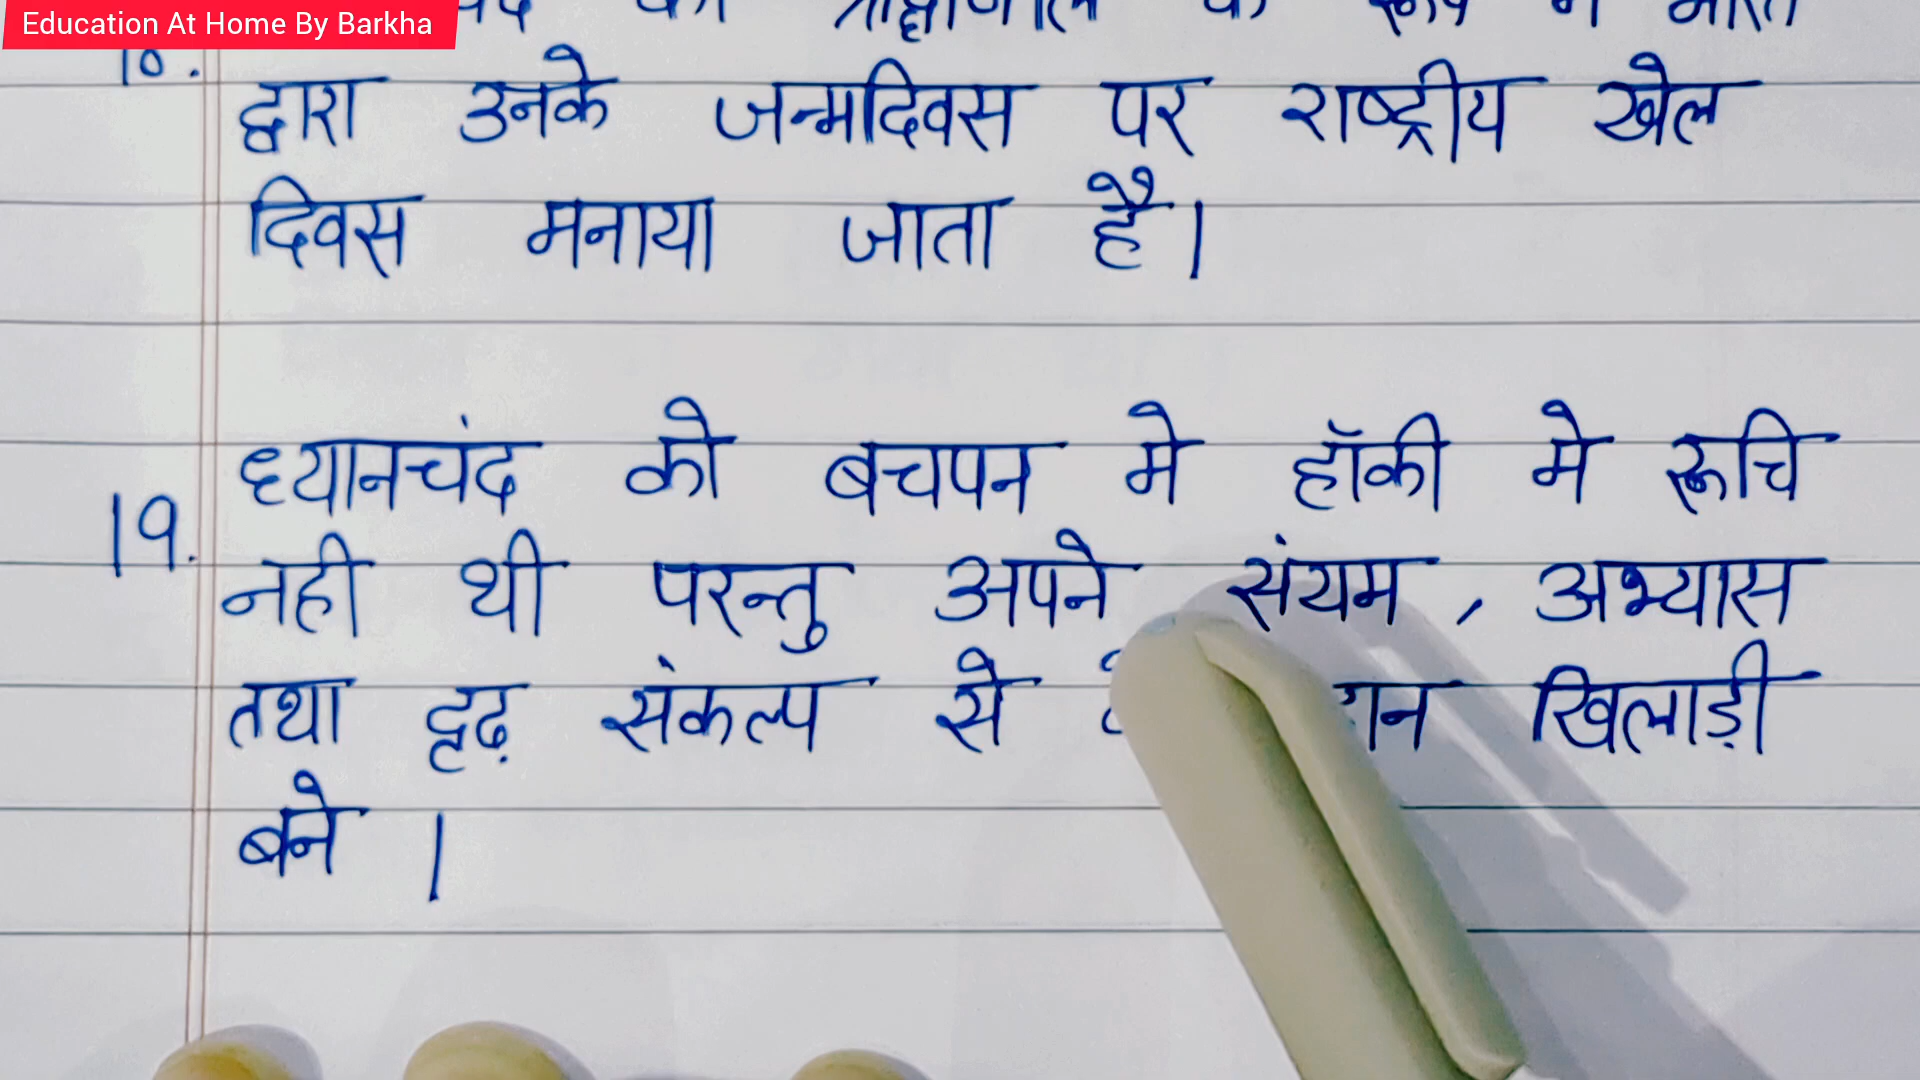 Education At Home By Barkha
18.
द्वारा उनके जन्मदिवस पर राष्ट्रीय खेल
दिवस मनाया जाता है।
ध्यानचंद को बचपन मे हॉकी मे रूचि
19.
नही थी परन्तु अपने संयम, अभ्यास
तथा दृढ़ संकल्प से खिलाड़ी
बने ।